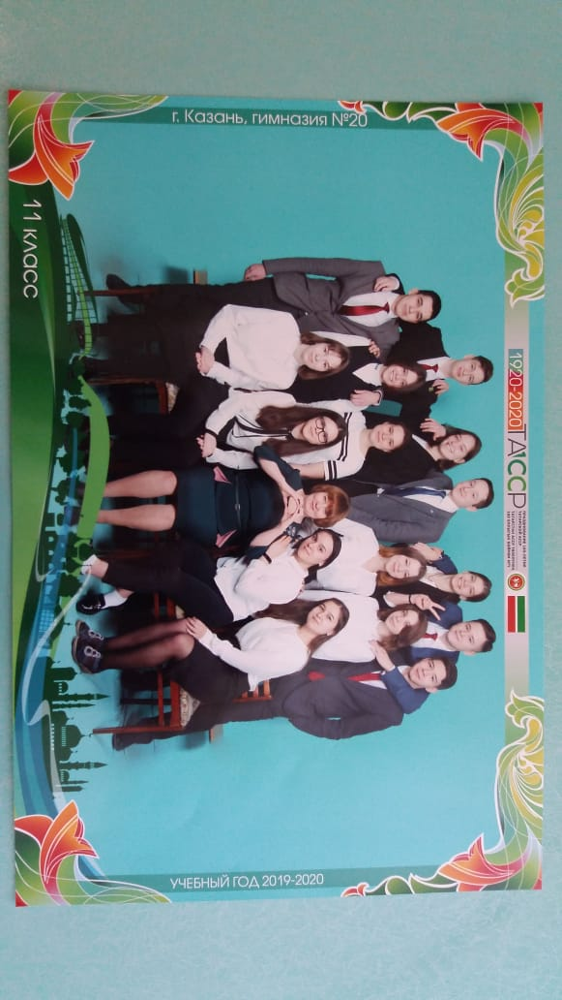 г. Казань, гимназия №20
11 класс
1920-2020 ТАССР
УЧЕБНЫЙ ГОД 2019-2020